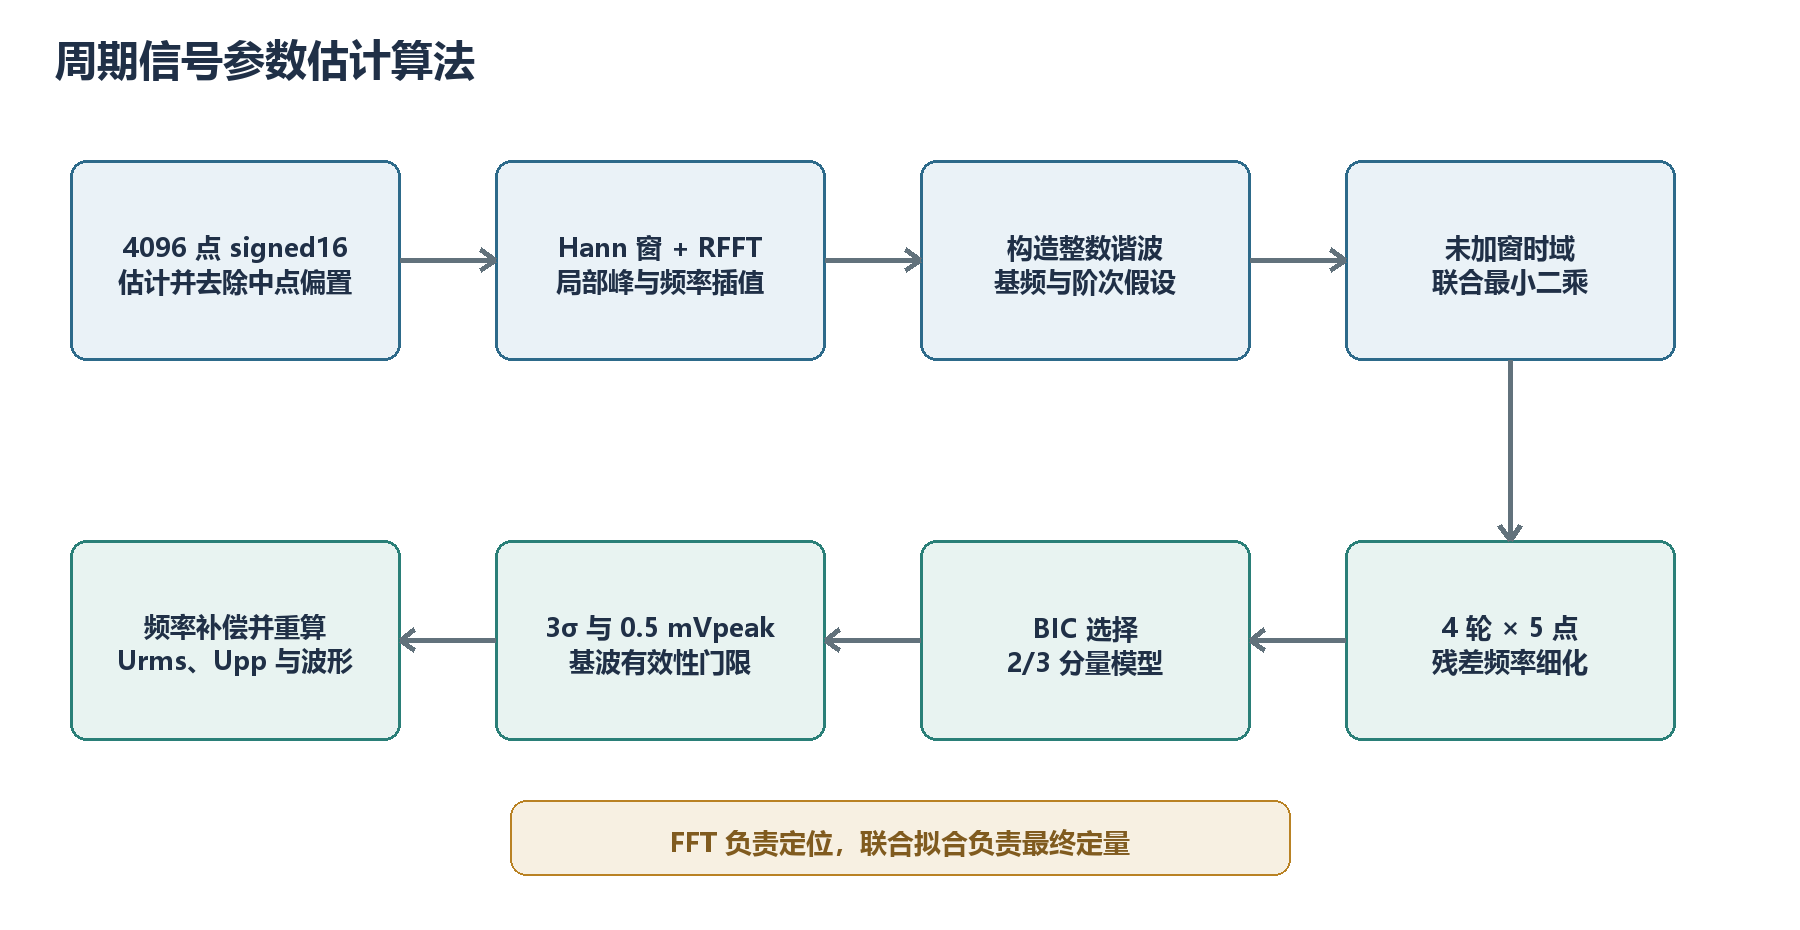 周期信号参数估计算法
4096 点 signed16
估计并去除中点偏置
Hann 窗 + RFFT
局部峰与频率插值
构造整数谐波
基频与阶次假设
未加窗时域
联合最小二乘
4 轮 × 5 点
残差频率细化
BIC 选择
2/3 分量模型
3σ 与 0.5 mVpeak
基波有效性门限
频率补偿并重算
Urms、Upp 与波形
FFT 负责定位，联合拟合负责最终定量